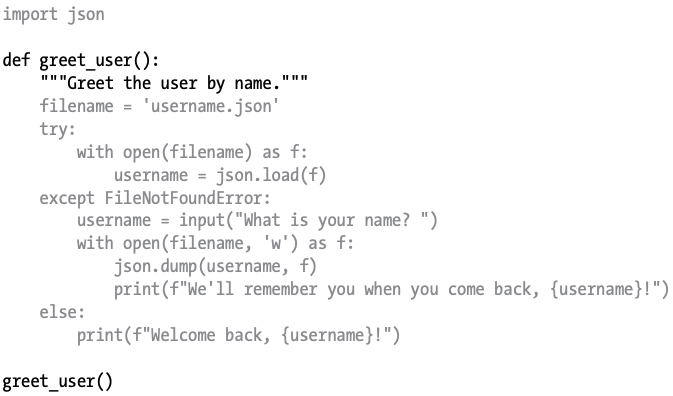 import json

def greet_user():
    """Greet the user by name."""
    filename = 'username.json'
    try:
        with open(filename) as f:
            username = json.load(f)
    except FileNotFoundError:
        username = input("What is your name? ")
        with open(filename, 'w') as f:
            json.dump(username, f)
            print(f"We'll remember you when you come back, {username}!")
    else:
        print(f"Welcome back, {username}!")

greet_user()